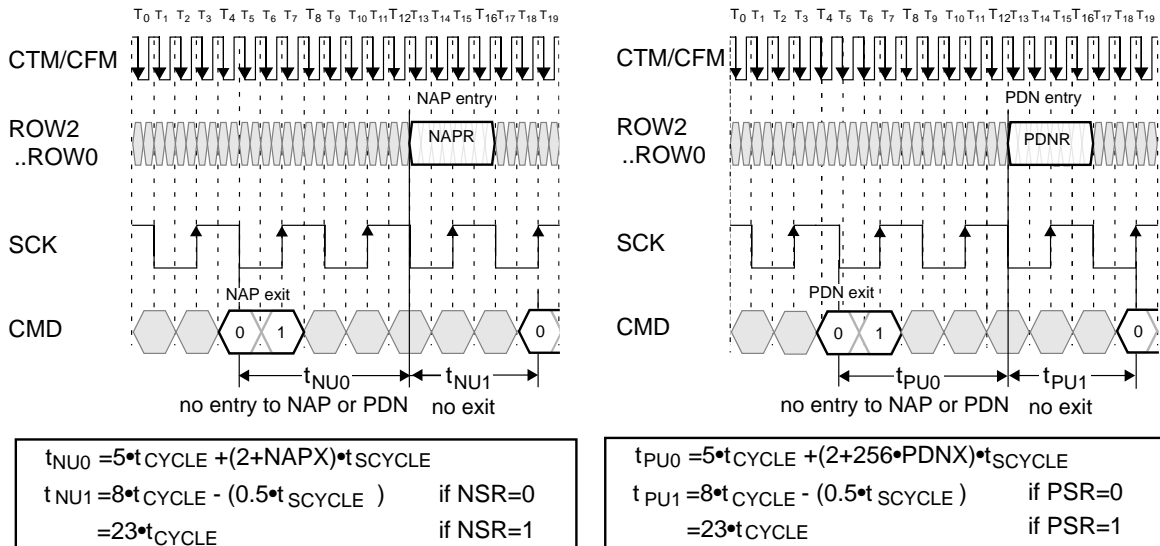 T0 T1 T2 T3 T4 T5 T6 T7 T8 T9 T10 T11 T12 T13 T14 T15 T16 T17 T18 T19
CTM/CFM
NAP entry
ROW2
..ROW0
NAPR
SCK
NAP exit
CMD
0 1 0
tNU0 tNU1
no entry to NAP or PDN no exit
tNU0 =5•tCYCLE +(2+NAPX)•tSCYCLE
tNU1 =8•tCYCLE - (0.5•tSCYCLE ) if NSR=0
=23•tCYCLE if NSR=1
T0 T1 T2 T3 T4 T5 T6 T7 T8 T9 T10 T11 T12 T13 T14 T15 T16 T17 T18 T19
CTM/CFM
PDN entry
ROW2
..ROW0
PDNR
SCK
PDN exit
CMD
0 1 0
tPU0 tPU1
no entry to NAP or PDN no exit
tPU0 =5•tCYCLE +(2+256•PDNX)•tSCYCLE
tPU1 =8•tCYCLE - (0.5•tSCYCLE ) if PSR=0
=23•tCYCLE if PSR=1